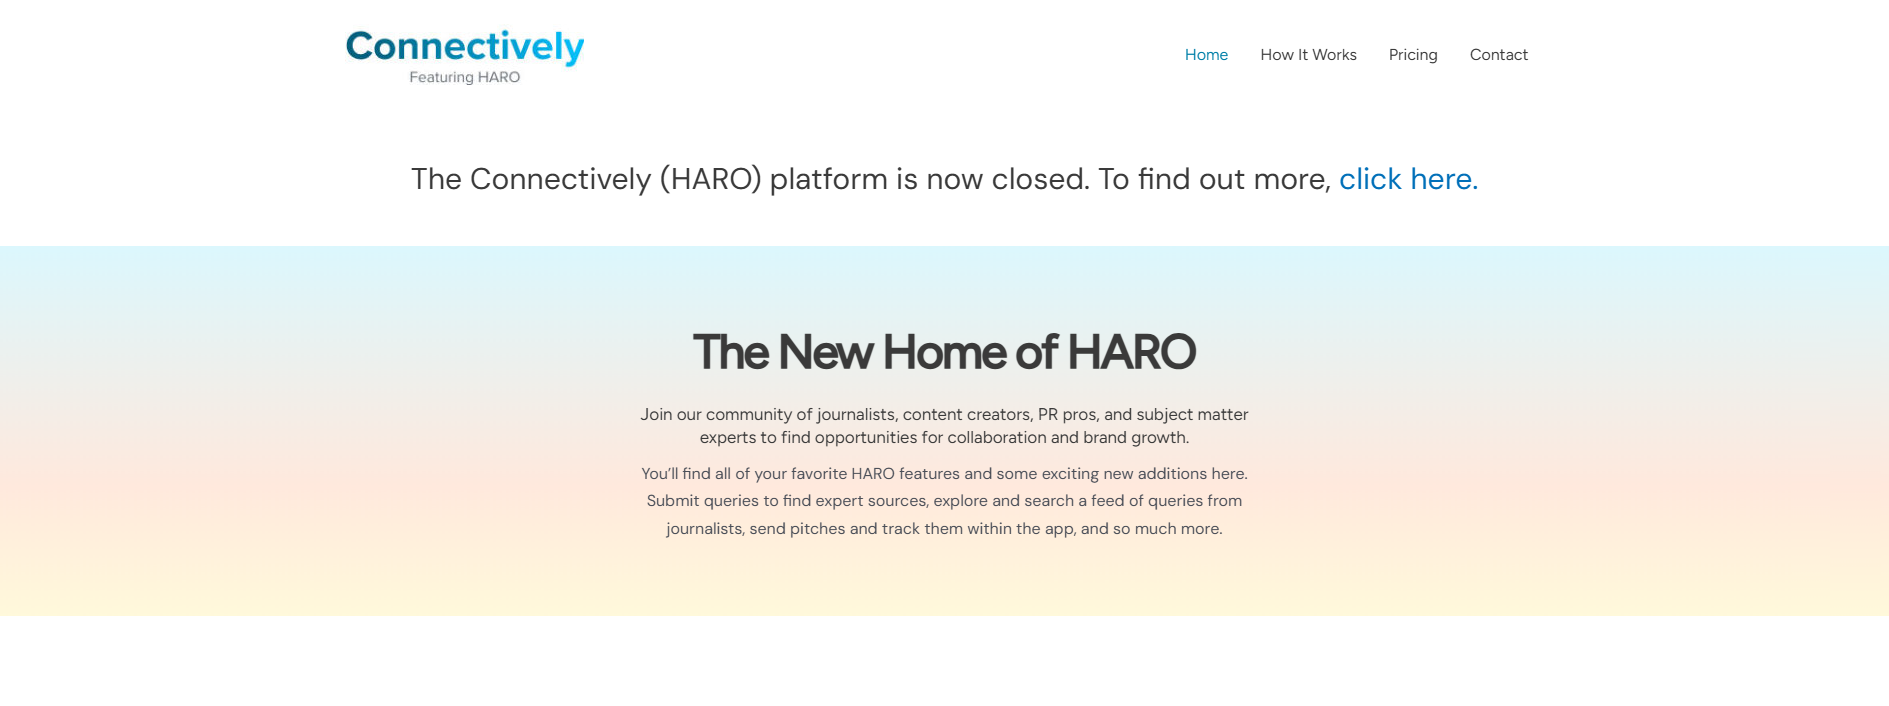 Connectively
Featuring HARO
Home How It Works Pricing Contact
The Connectively (HARO) platform is now closed. To find out more, click here.
The New Home of HARO
Join our community of journalists, content creators, PR pros, and subject matter
experts to find opportunities for collaboration and brand growth.
You’ll find all of your favorite HARO features and some exciting new additions here.
Submit queries to find expert sources, explore and search a feed of queries from
journalists, send pitches and track them within the app, and so much more.